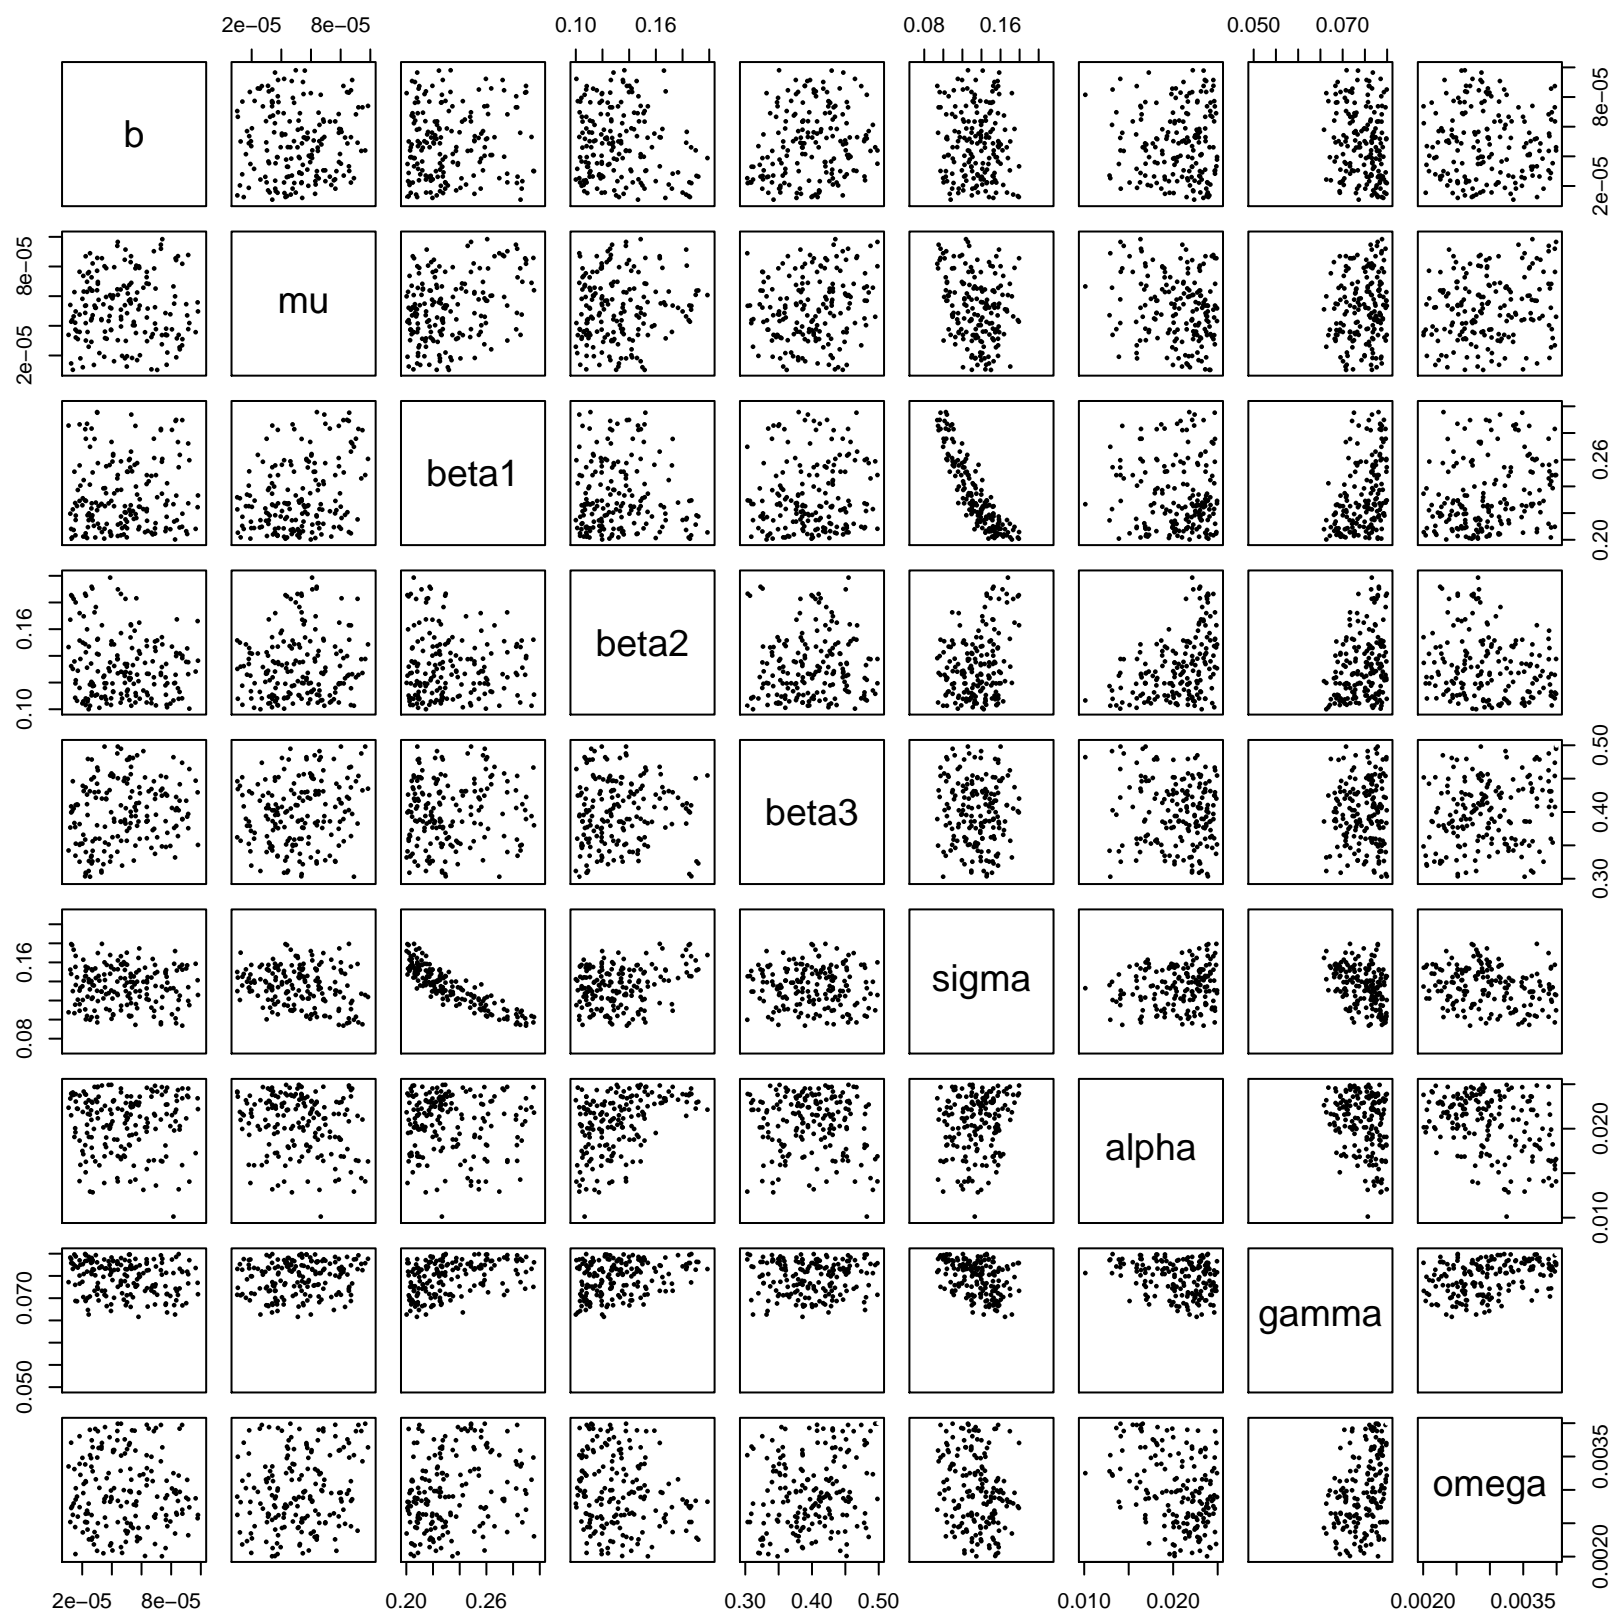 2e−05 8e−05 0.10 0.16 0.08 0.16 0.050 0.070
b 2e−05 8e−05
2e−05 8e−05 mu
beta1 0.20 0.26
0.10 0.16 beta2
beta3 0.30 0.40 0.50
0.08 0.16 sigma
alpha 0.010 0.020
0.050 0.070 gamma
omega 0.0020 0.0035
2e−05 8e−05 0.20 0.26 0.30 0.40 0.50 0.010 0.020 0.0020 0.0035